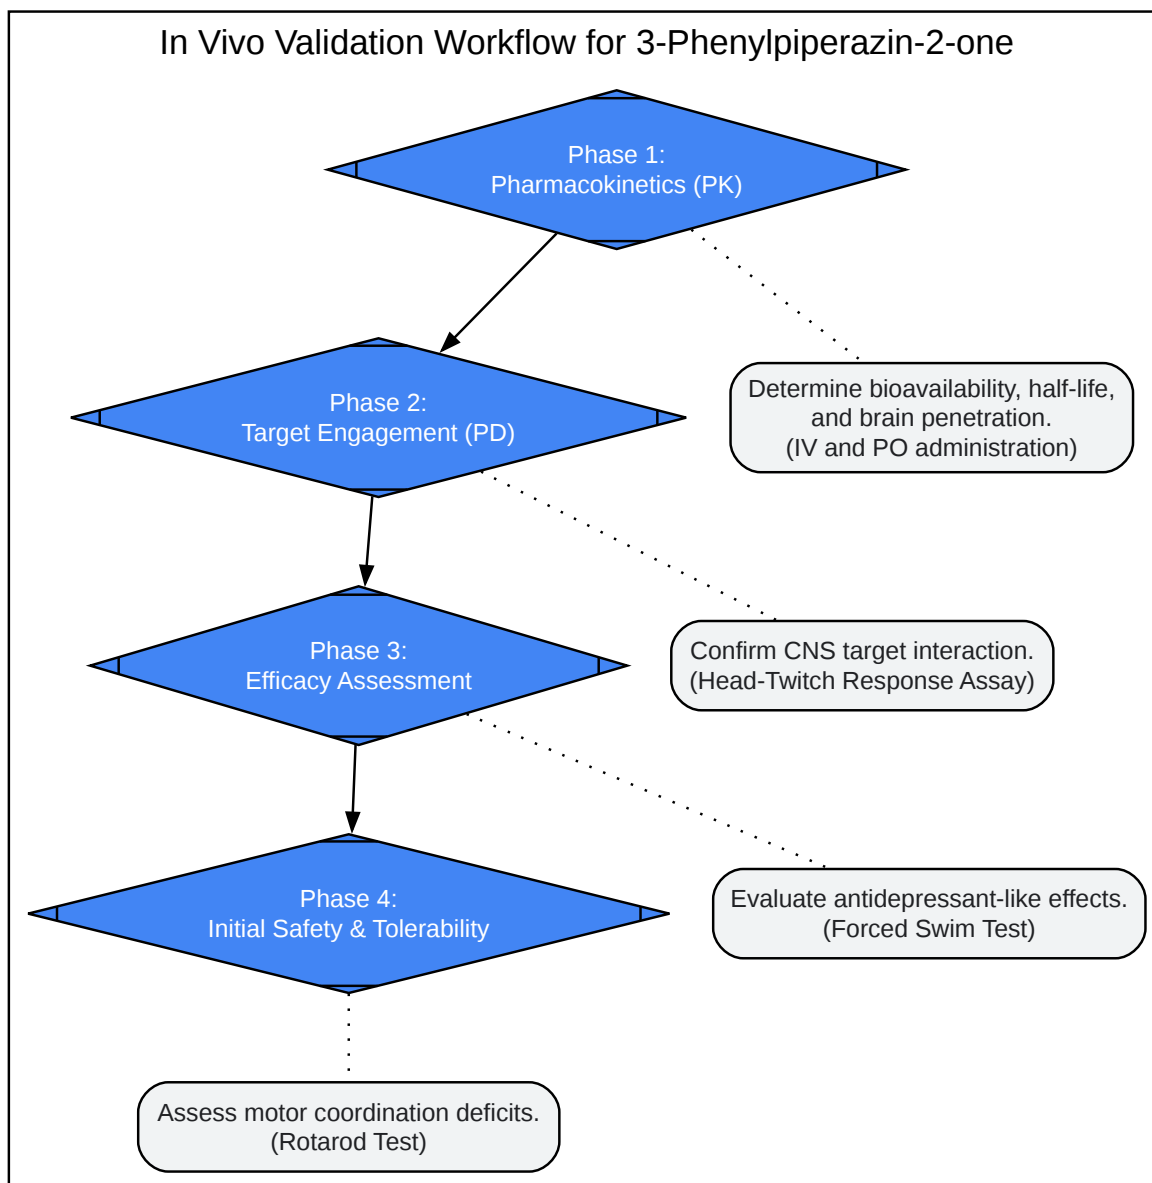 In Vivo Validation Workflow for 3-Phenylpiperazin-2-one
Phase 1:
Pharmacokinetics (PK)
Determine bioavailability, half-life,
and brain penetration.
(IV and PO administration)
Phase 2:
Target Engagement (PD)
Confirm CNS target interaction.
(Head-Twitch Response Assay)
Phase 3:
Efficacy Assessment
Evaluate antidepressant-like effects.
(Forced Swim Test)
Phase 4:
Initial Safety & Tolerability
Assess motor coordination deficits.
(Rotarod Test)